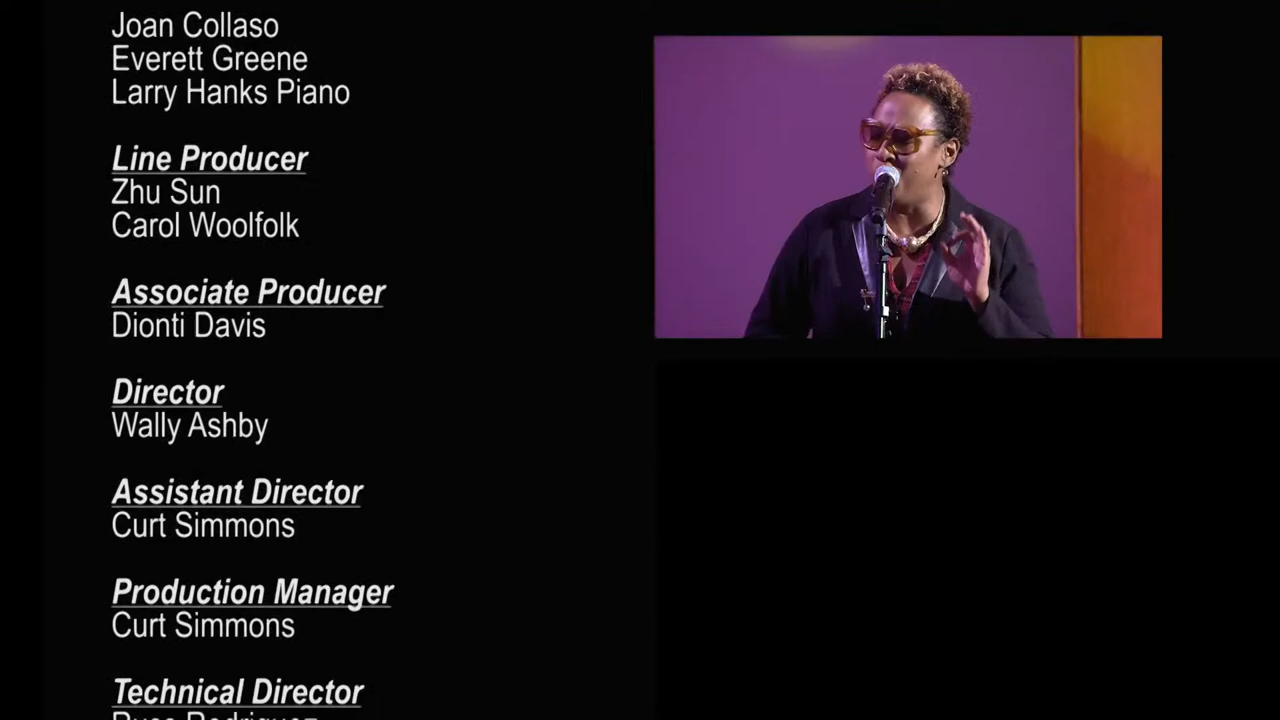 Joan Collaso
Everett Greene
Larry Hanks Piano
Line Producer
Zhu Sun
Carol Woolfolk
Associate Producer
Dionti Davis
Director
Wally Ashby
Assistant Director
Curt Simmons
Production Manager
Curt Simmons
Technical Director